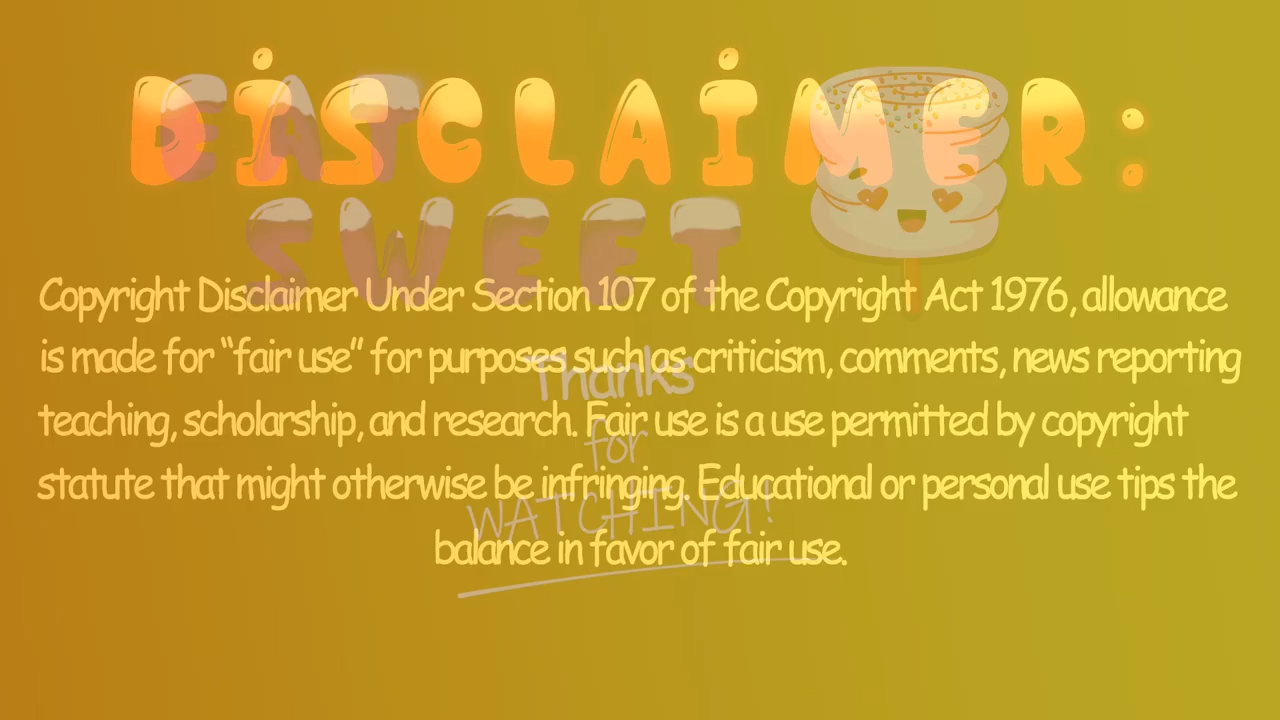 DISCLAIMER:
EAT
SWEET
Copyright Disclaimer Under Section 107 of the Copyright Act 1976, allowance
is made for “fair use” for purposes such as criticism, comments, news reporting
teaching, scholarship, and research. Fair use is a use permitted by copyright
statute that might otherwise be infringing. Educational or personal use tips the
balance in favor of fair use.
Thanks
for
WATCHING!